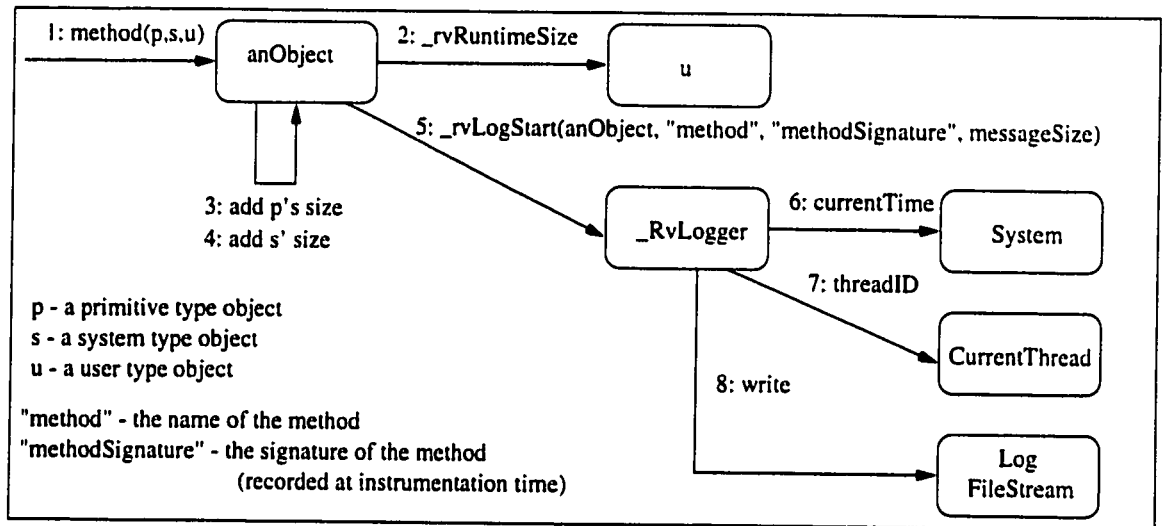 1: method(p,s,u)
anObject
2: _rvRuntimeSize
u
5: _rvLogStart(anObject, "method", "methodSignature", messageSize)
3: add p's size
4: add s' size
_RvLogger
6: currentTime
System
7: threadID
CurrentThread
8: write
Log
FileStream
p - a primitive type object
s - a system type object
u - a user type object
"method" - the name of the method
"methodSignature" - the signature of the method
(recorded at instrumentation time)